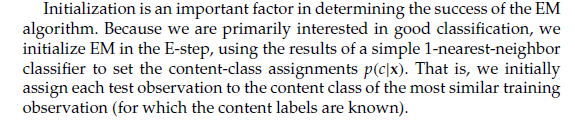 Initialization is an important factor in determining the success of the EM
algorithm. Because we are primarily interested in good classification, we
initialize EM in the E-step, using the results of a simple 1-nearest-neighbor
classifier to set the content-class assignments p(c|x). That is, we initially
assign each test observation to the content class of the most similar training
observation (for which the content labels are known).